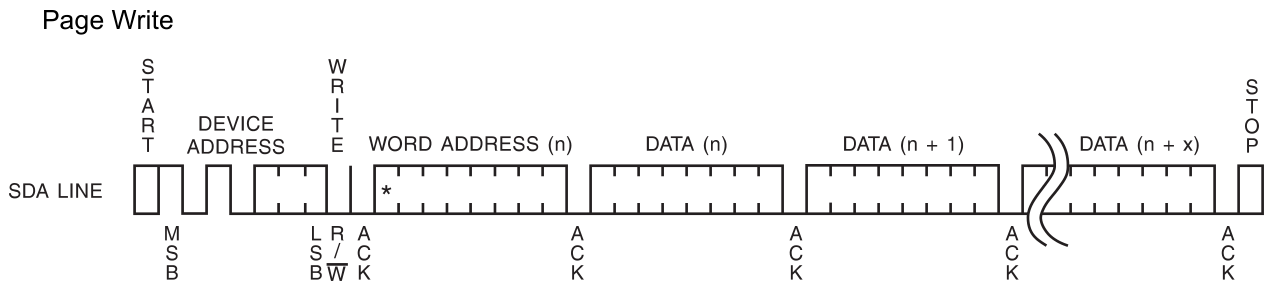 Page Write
START
WRITE
STOP
DEVICE
ADDRESS
WORD ADDRESS (n)
DATA (n)
DATA (n + 1)
DATA (n + x)
SDA LINE
*
MSB
LSB
R/W
ACK
ACK
ACK
ACK
ACK